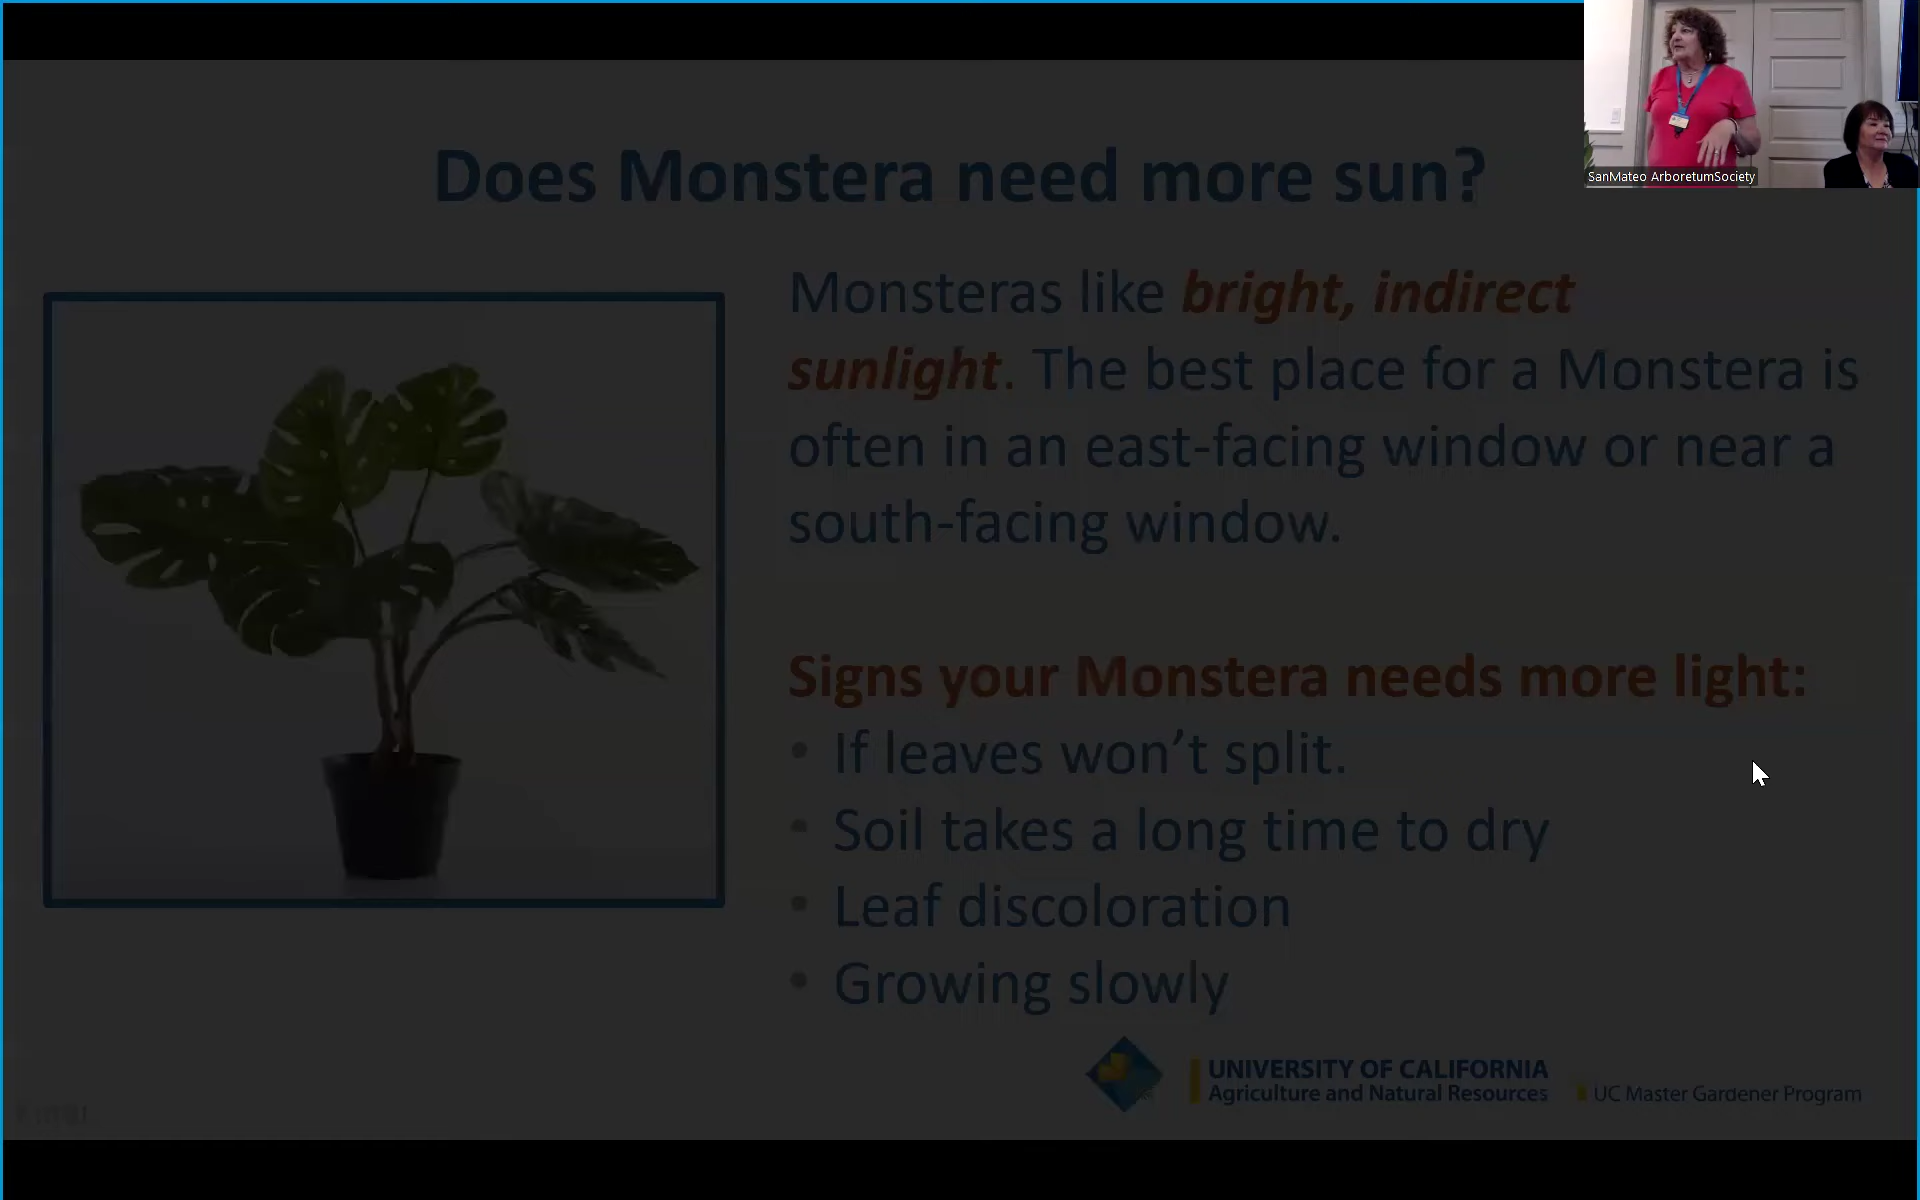 SanMateo ArboretumSociety
Does Monstera need more sun?
Monsteras like bright, indirect
sunlight. The best place for a Monstera is
often in an east-facing window or near a
south-facing window.
Signs your Monstera needs more light:
• If leaves won’t split.
• Soil takes a long time to dry
• Leaf discoloration
• Growing slowly
UNIVERSITY OF CALIFORNIA
Agriculture and Natural Resources
UC Master Gardener Program